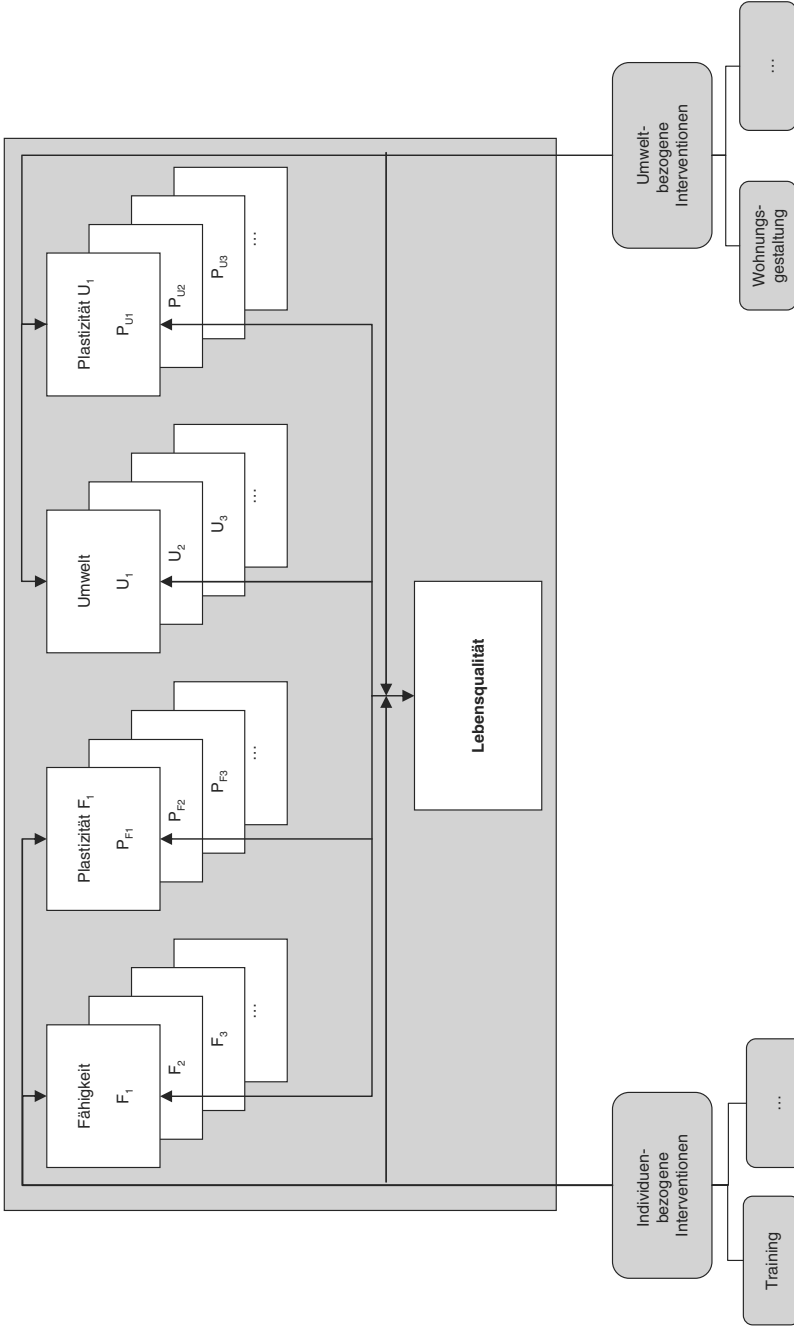 Fähigkeit
F1
F2
F3
…
Plastizität F1
PF1
PF2
PF3
…
Umwelt
U1
U2
U3
…
Plastizität U1
PU1
PU2
PU3
…
Lebensqualität
Individuen-
bezogene
Interventionen
Training
…
Umwelt-
bezogene
Interventionen
Wohnungs-
gestaltung
…